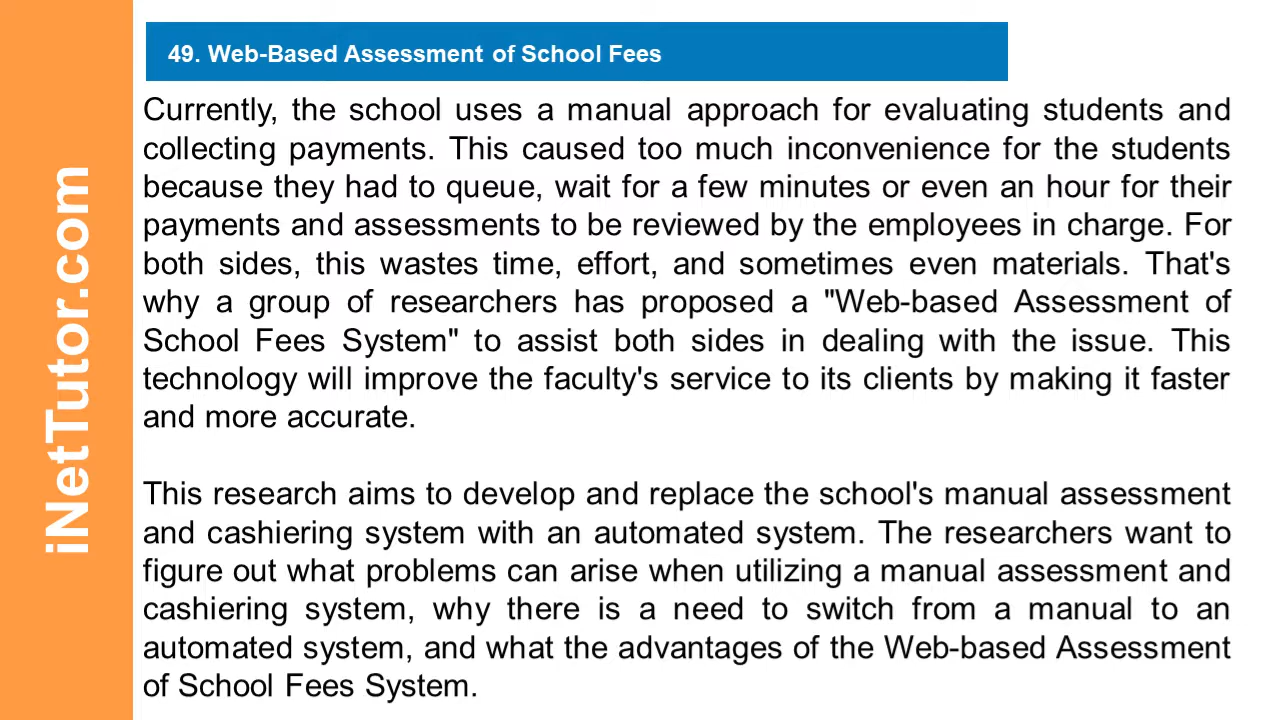 49. Web-Based Assessment of School Fees
Currently, the school uses a manual approach for evaluating students and
collecting payments. This caused too much inconvenience for the students
because they had to queue, wait for a few minutes or even an hour for their
payments and assessments to be reviewed by the employees in charge. For
both sides, this wastes time, effort, and sometimes even materials. That's
why a group of researchers has proposed a "Web-based Assessment of
School Fees System" to assist both sides in dealing with the issue. This
technology will improve the faculty's service to its clients by making it faster
and more accurate.
This research aims to develop and replace the school's manual assessment
and cashiering system with an automated system. The researchers want to
figure out what problems can arise when utilizing a manual assessment and
cashiering system, why there is a need to switch from a manual to an
automated system, and what the advantages of the Web-based Assessment
of School Fees System.
iNetTutor.com